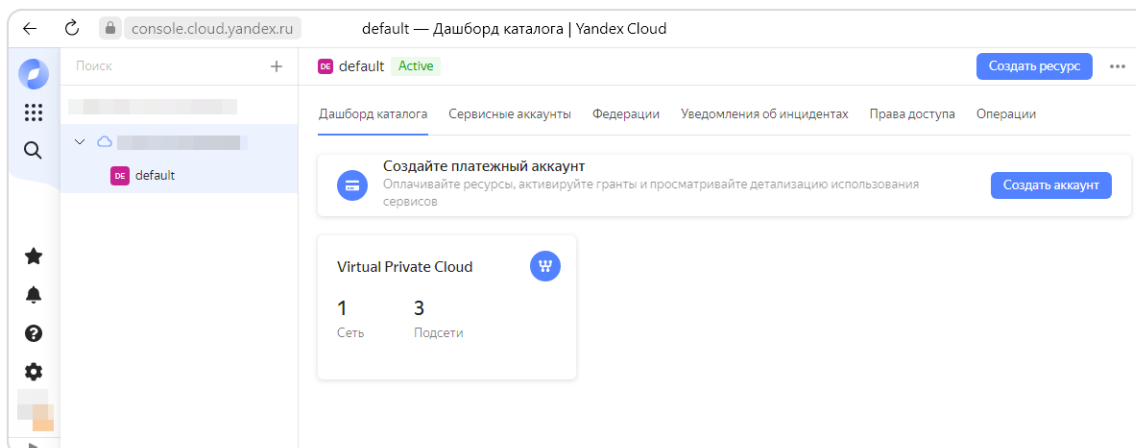 console.cloud.yandex.ru default — Дашборд каталога | Yandex Cloud
Поиск
DE default Active
Создать ресурс
Дашборд каталога Сервисные аккаунты Федерации Уведомления об инцидентах Права доступа Операции
DE default
Создайте платежный аккаунт
Оплачивайте ресурсы, активируйте гранты и просматривайте детализацию использования
сервисов
Создать аккаунт
Virtual Private Cloud
1 3
Сеть Подсети